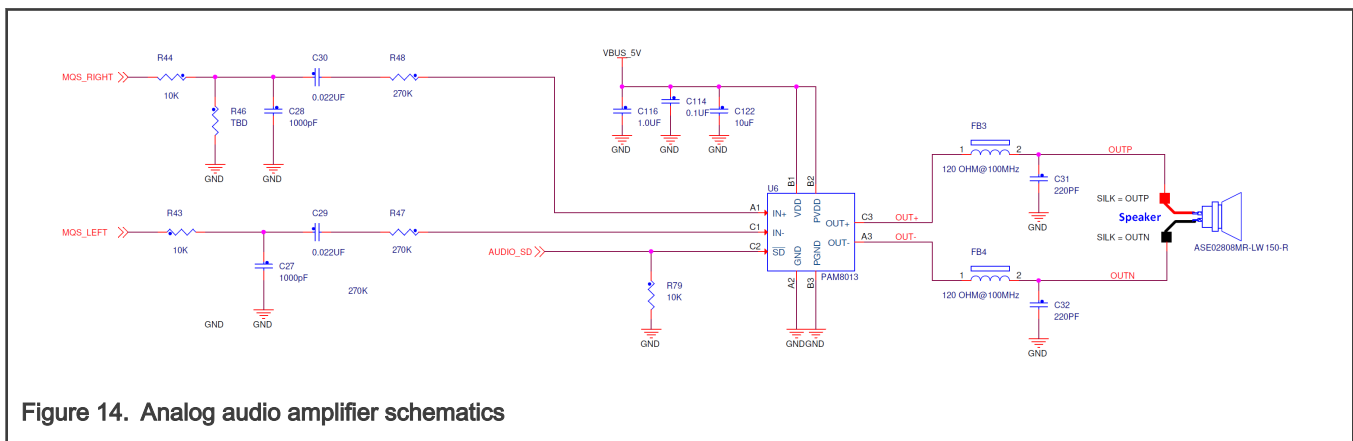 R44
C30
R48
MQS_RIGHT
10K
0.022UF
270K
R46
TBD
C28
1000pF
GND
GND
VBUS_5V
C116
1.0UF
C114
0.1UF
C122
10uF
GND
GND
GND
R43
C29
R47
MQS_LEFT
10K
0.022UF
270K
C27
1000pF
270K
GND
GND
AUDIO_SD
R79
10K
GND
U6
B1
B2
A1
IN+
VDD
PVDD
C1
IN-
OUT+
C3
OUT+
C2
SD
OUT-
A3
OUT-
GND
PGND
PAM8013
A2
B3
GND
GND
FB3
1
2
120 OHM@100MHz
OUTP
C31
220PF
GND
SILK = OUTP
Speaker
SILK = OUTN
ASE02808MR-LW150-R
FB4
1
2
120 OHM@100MHz
OUTN
C32
220PF
GND
Figure 14. Analog audio amplifier schematics